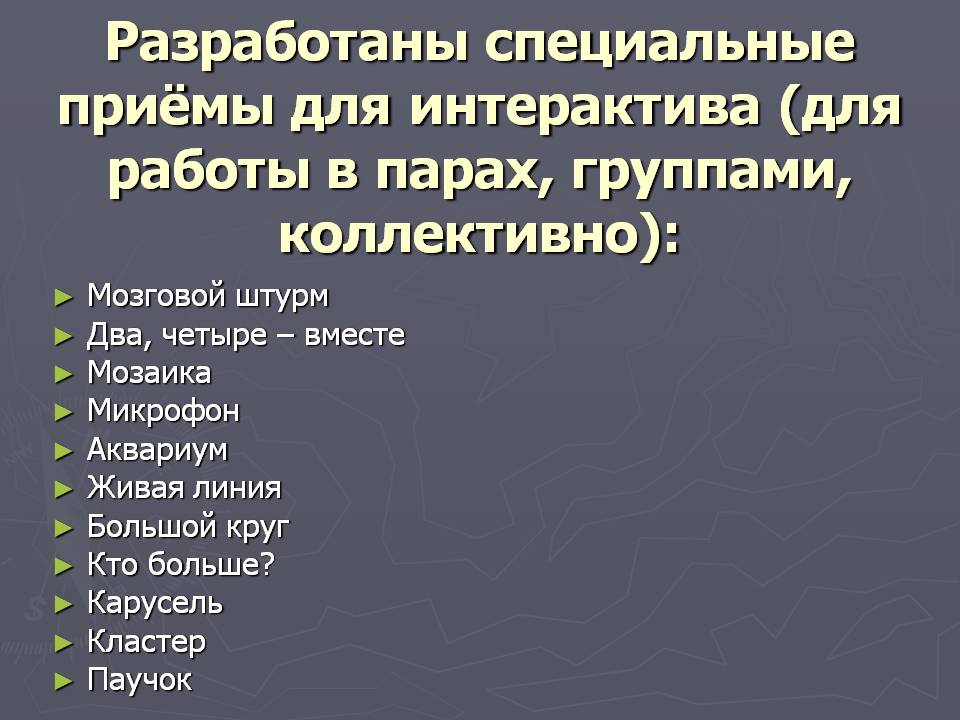 Разработаны специальные
приёмы для интерактива (для
работы в парах, группами,
коллективно):
► Мозговой штурм
► Два, четыре – вместе
► Мозаика
► Микрофон
► Аквариум
► Живая линия
► Большой круг
► Кто больше?
► Карусель
► Кластер
► Паучок